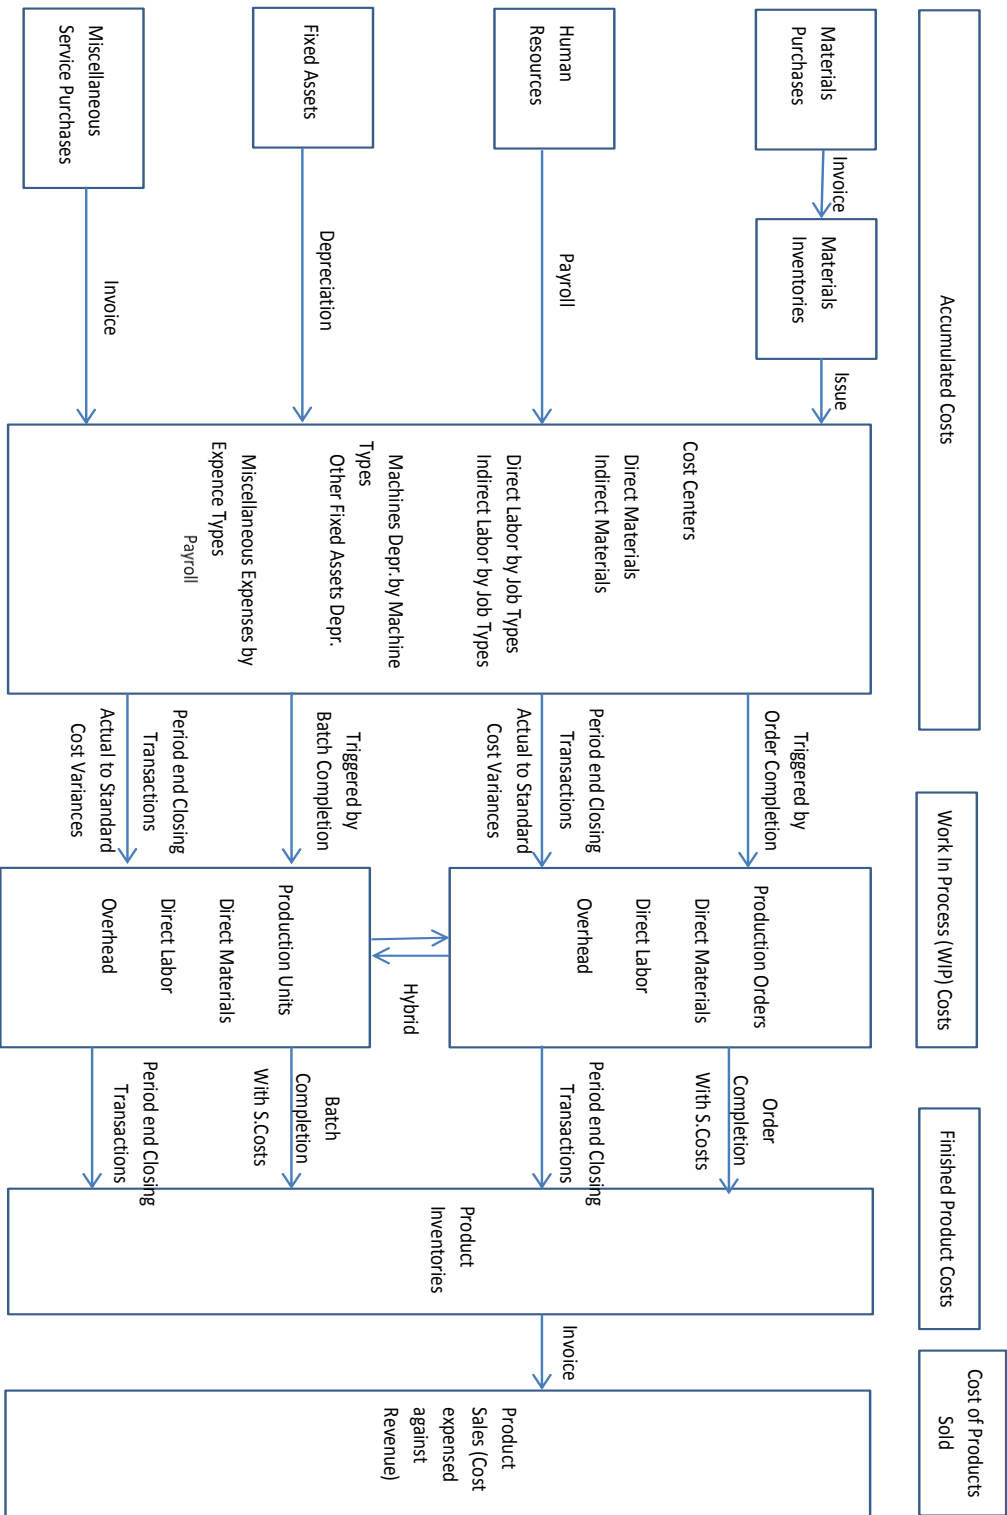 Accumulated Costs
Work In Process (WIP) Costs
Finished Product Costs
Cost of Products
Sold
Materials
Purchases
Invoice
Materials
Inventories
Issue
Human
Resources
Payroll
Fixed Assets
Depreciation
Miscellaneous
Service Purchases
Invoice
Cost Centers
Direct Materials
Indirect Materials
Direct Labor by Job Types
Indirect Labor by Job Types
Machines Depr.by Machine
Types
Other Fixed Assets Depr.
Miscellaneous Expenses by
Expence Types
Payroll
Triggered by
Order Completion
Period end Closing
Transactions
Actual to Standard
Cost Variances
Triggered by
Batch Completion
Period end Closing
Transactions
Actual to Standard
Cost Variances
Production Orders
Direct Materials
Direct Labor
Overhead
Hybrid
Production Units
Direct Materials
Direct Labor
Overhead
Order
Completion
With S.Costs
Period end Closing
Transactions
Batch
Completion
With S.Costs
Period end Closing
Transactions
Product
Inventories
Invoice
Product
Sales (Cost
expensed
against
Revenue)